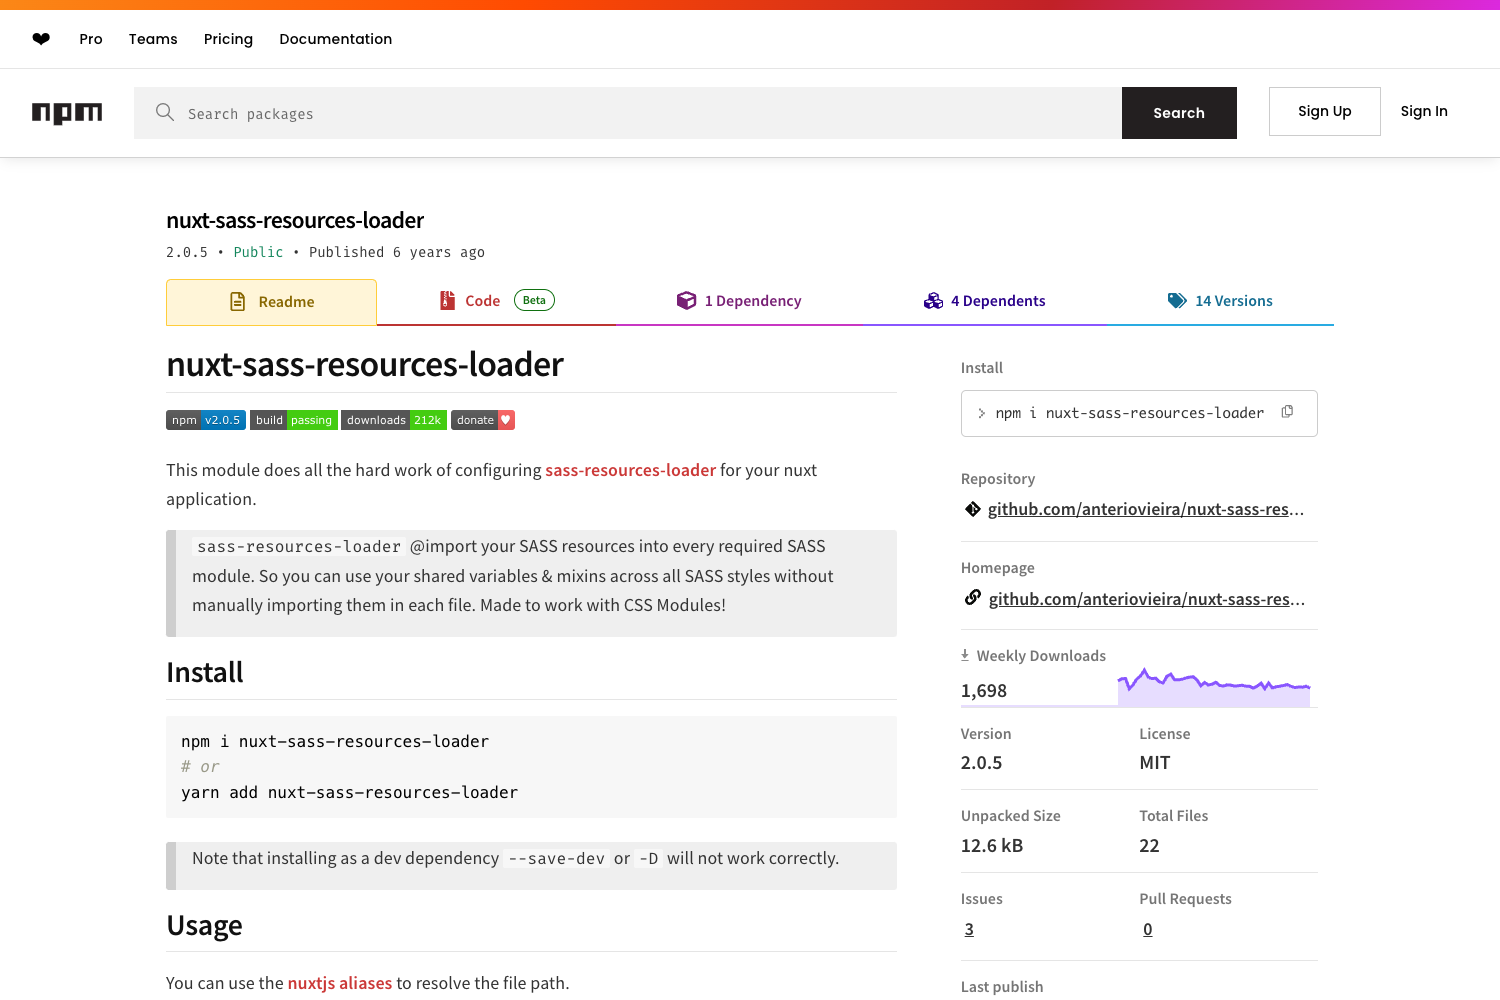 Pro Teams Pricing Documentation
npm Search packages Search Sign Up Sign In
nuxt-sass-resources-loader
2.0.5 • Public • Published 6 years ago
Readme Code Beta 1 Dependency 4 Dependents 14 Versions
nuxt-sass-resources-loader
npm v2.0.5 build passing downloads 212k donate
This module does all the hard work of configuring sass-resources-loader for your nuxt
application.
sass-resources-loader @import your SASS resources into every required SASS
module. So you can use your shared variables & mixins across all SASS styles without
manually importing them in each file. Made to work with CSS Modules!
Install
npm i nuxt-sass-resources-loader
# or
yarn add nuxt-sass-resources-loader
Note that installing as a dev dependency --save-dev or -D will not work correctly.
Usage
You can use the nuxtjs aliases to resolve the file path.
Install
> npm i nuxt-sass-resources-loader
Repository
github.com/anteriovieira/nuxt-sass-res...
Homepage
github.com/anteriovieira/nuxt-sass-res...
Weekly Downloads
1,698
Version License
2.0.5 MIT
Unpacked Size Total Files
12.6 kB 22
Issues Pull Requests
3 0
Last publish